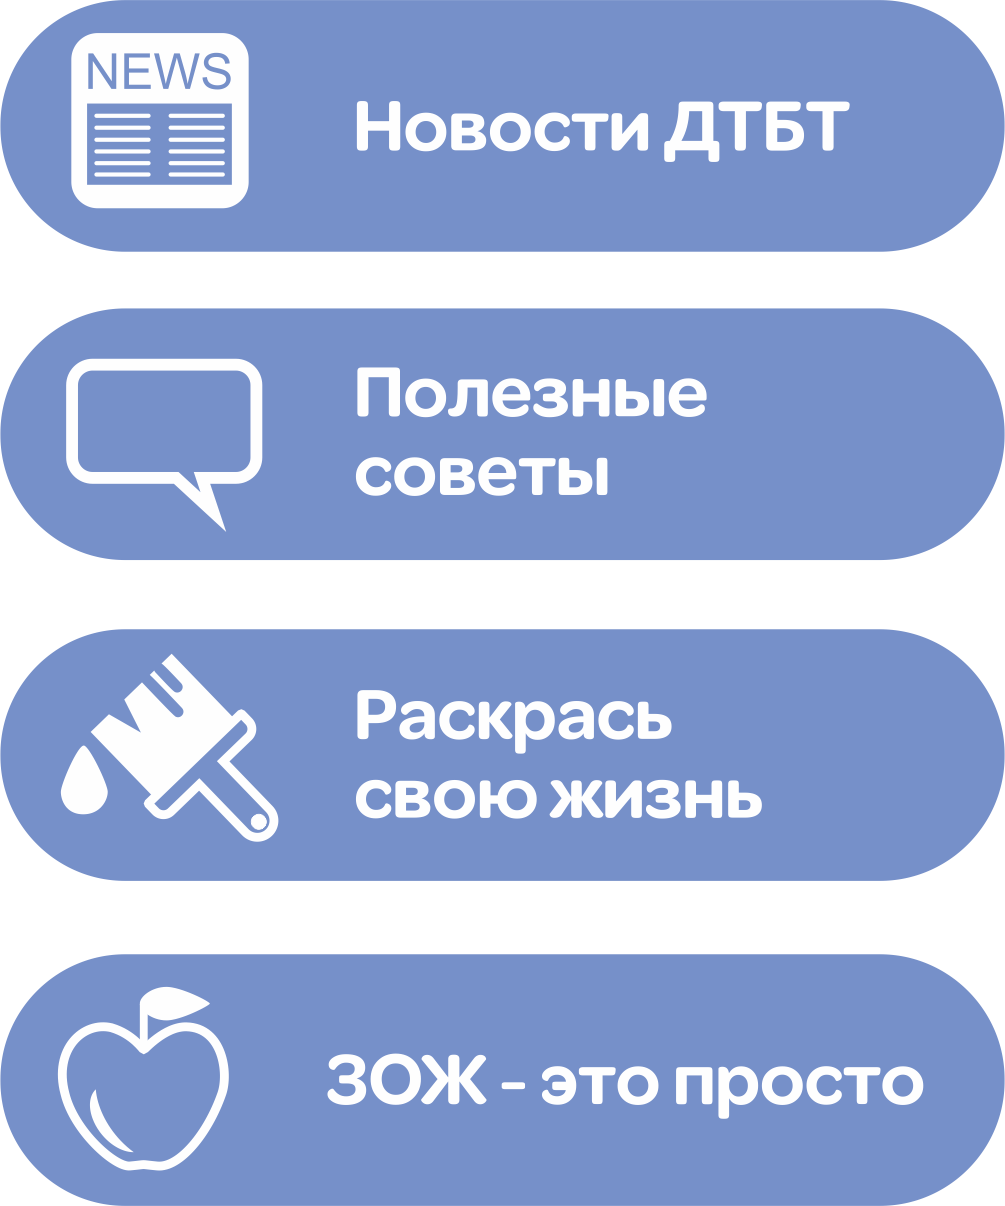 NEWS
Новости ДТБТ
Полезные
советы
Раскрась
свою жизнь
ЗОЖ - это просто